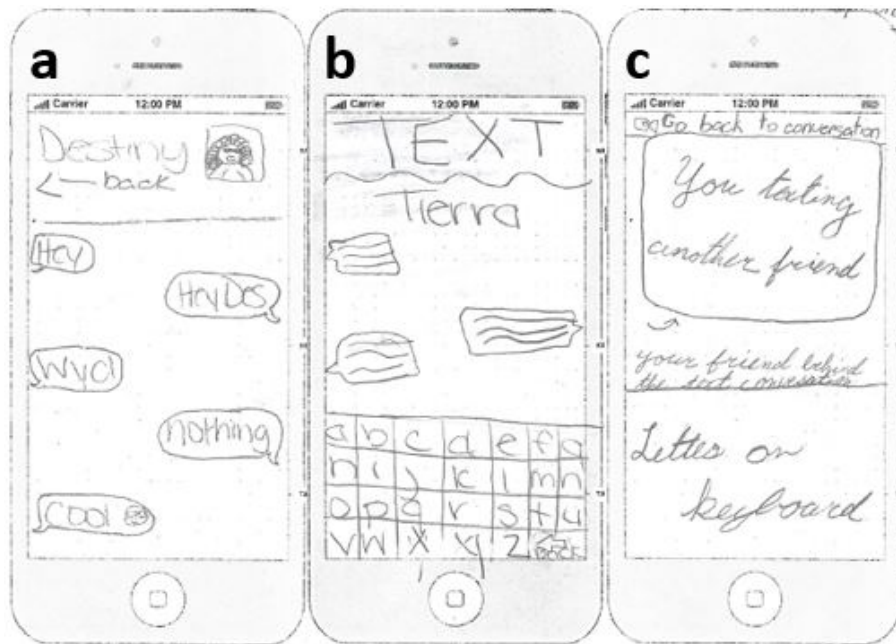 a
Carrier 12:00 PM
Destiny
back
Hey
Hey Des
Wyd
nothing
Cool
b
Carrier 12:00 PM
TEXT
Tierra
a b c d e f g
h i j k l m n
o p q r s t u
v w x y z BACK
c
Carrier 12:00 PM
Go back to conversation
You texting
another friend
your friend behind
the text conversation
Letters on
keyboard